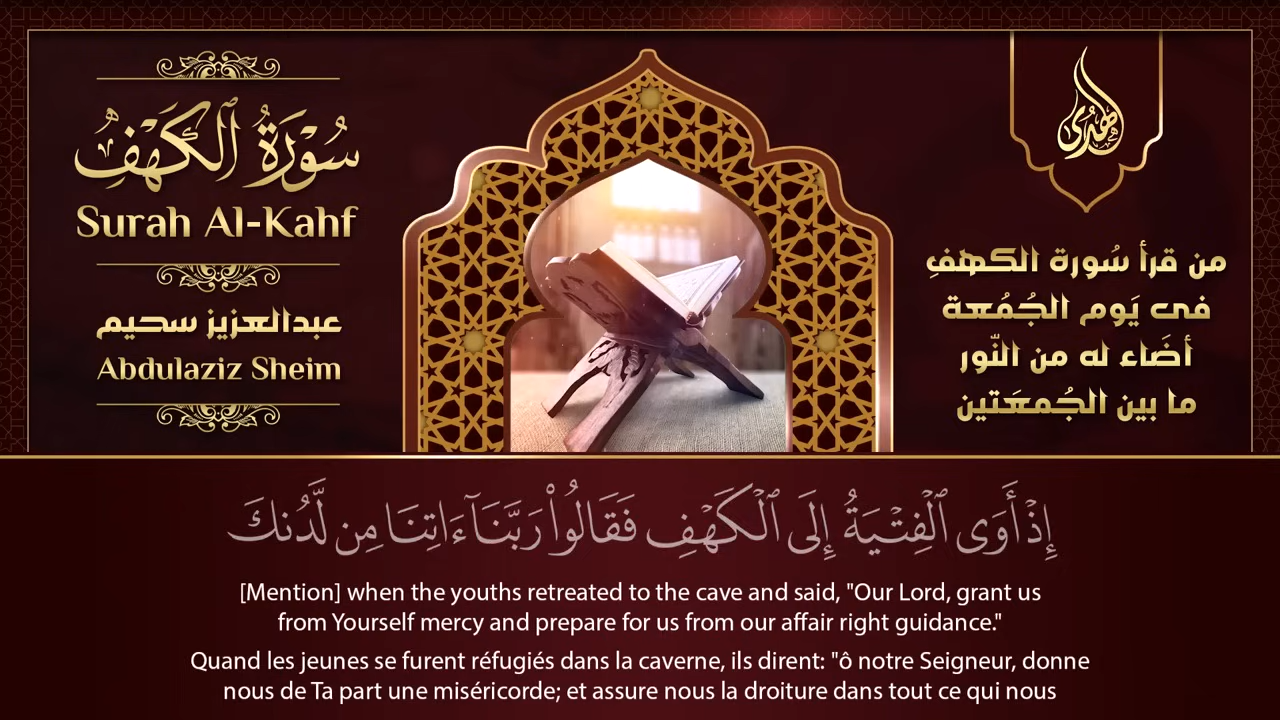 سُورَةُ ٱلْكَهْفِ
Surah Al-Kahf
عبدالعزيز سحيم
Abdulaziz Sheim
الهدى
من قرأ سُورة الكهفِ
فى يَوم الجُمُعة
أضَاء له من النّور
ما بين الجُمعَتين
إِذْ أَوَى ٱلْفِتْيَةُ إِلَى ٱلْكَهْفِ فَقَالُوا۟ رَبَّنَآ ءَاتِنَا مِن لَّدُنكَ
[Mention] when the youths retreated to the cave and said, "Our Lord, grant us
from Yourself mercy and prepare for us from our affair right guidance."
Quand les jeunes se furent réfugiés dans la caverne, ils dirent: "ô notre Seigneur, donne
nous de Ta part une miséricorde; et assure nous la droiture dans tout ce qui nous